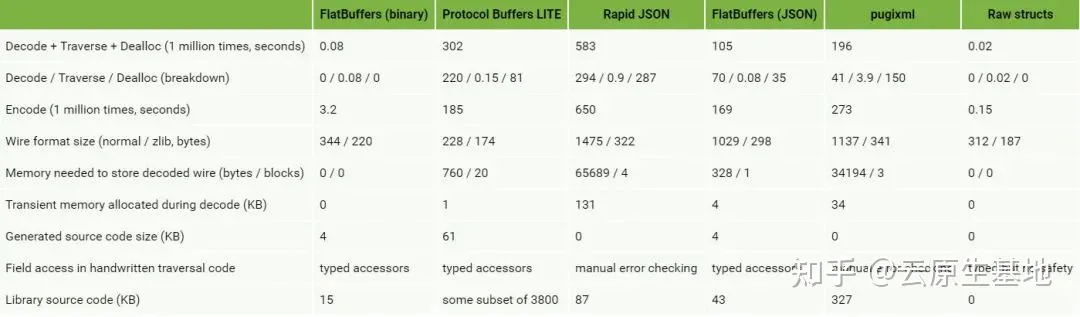 FlatBuffers (binary) Protocol Buffers LITE Rapid JSON FlatBuffers (JSON) pugixml Raw structs
Decode + Traverse + Dealloc (1 million times, seconds) 0.08 302 583 105 196 0.02
Decode / Traverse / Dealloc (breakdown) 0 / 0.08 / 0 220 / 0.15 / 81 294 / 0.9 / 287 70 / 0.08 / 35 41 / 3.9 / 150 0 / 0.02 / 0
Encode (1 million times, seconds) 3.2 185 650 169 273 0.15
Wire format size (normal / zlib, bytes) 344 / 220 228 / 174 1475 / 322 1029 / 298 1137 / 341 312 / 187
Memory needed to store decoded wire (bytes / blocks) 0 / 0 760 / 20 65689 / 4 328 / 1 34194 / 3 0 / 0
Transient memory allocated during decode (KB) 0 1 131 4 34 0
Generated source code size (KB) 4 61 0 4 0 0
Field access in handwritten traversal code typed accessors typed accessors manual error checking typed accessors manual error checking typed but no safety
Library source code (KB) 15 some subset of 3800 87 43 327 0
知乎 @云原生基地